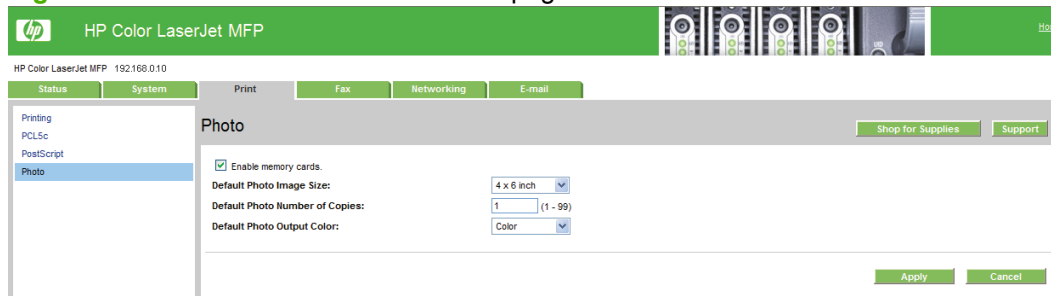 HP Color LaserJet MFP
HP Color LaserJet MFP 192.168.0.10
Status System Print Fax Networking E-mail
Printing
PCL5c
PostScript
Photo
Photo
Shop for Supplies Support
Enable memory cards.
Default Photo Image Size: 4 x 6 inch
Default Photo Number of Copies: 1 (1 - 99)
Default Photo Output Color: Color
Apply Cancel